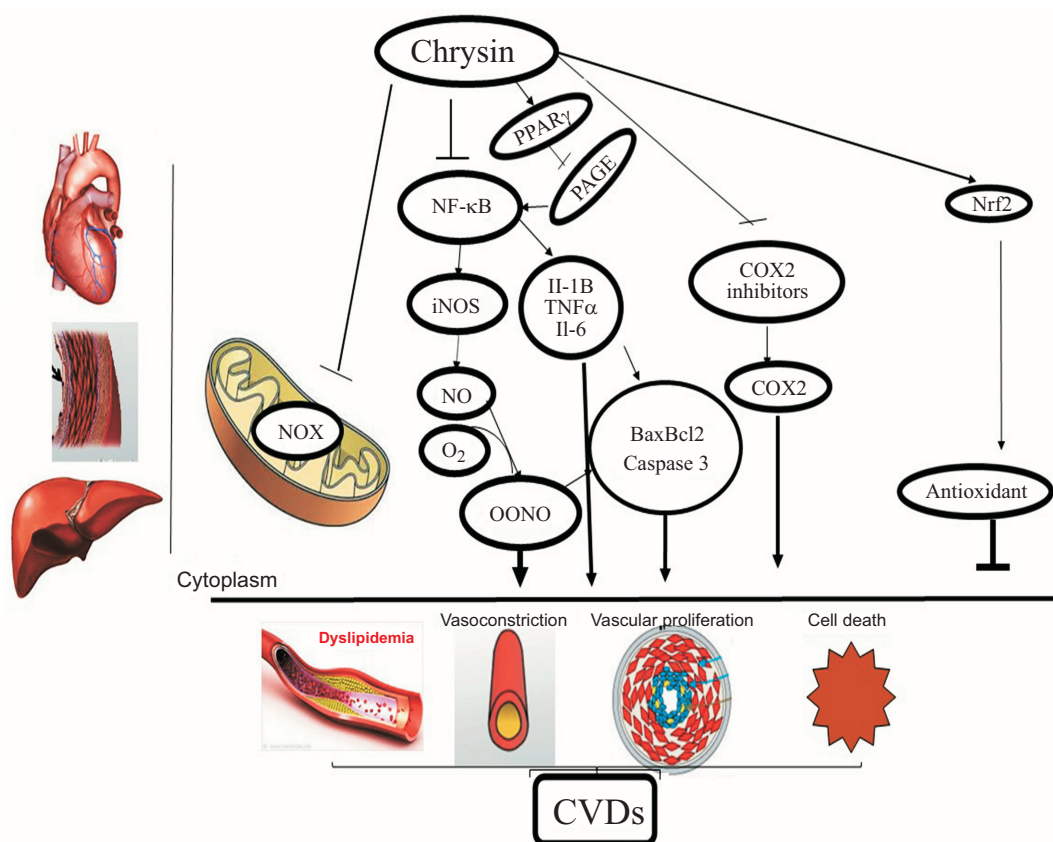 Chrysin
PPARγ
PAGE
NF-κB
Nrf2
iNOS
II-1B
TNFα
Il-6
COX2
inhibitors
NO
COX2
NOX
O₂
BaxBcl2
Caspase 3
OONO
Antioxidant
Cytoplasm
Dyslipidemia
Vasoconstriction
Vascular proliferation
Cell death
CVDs